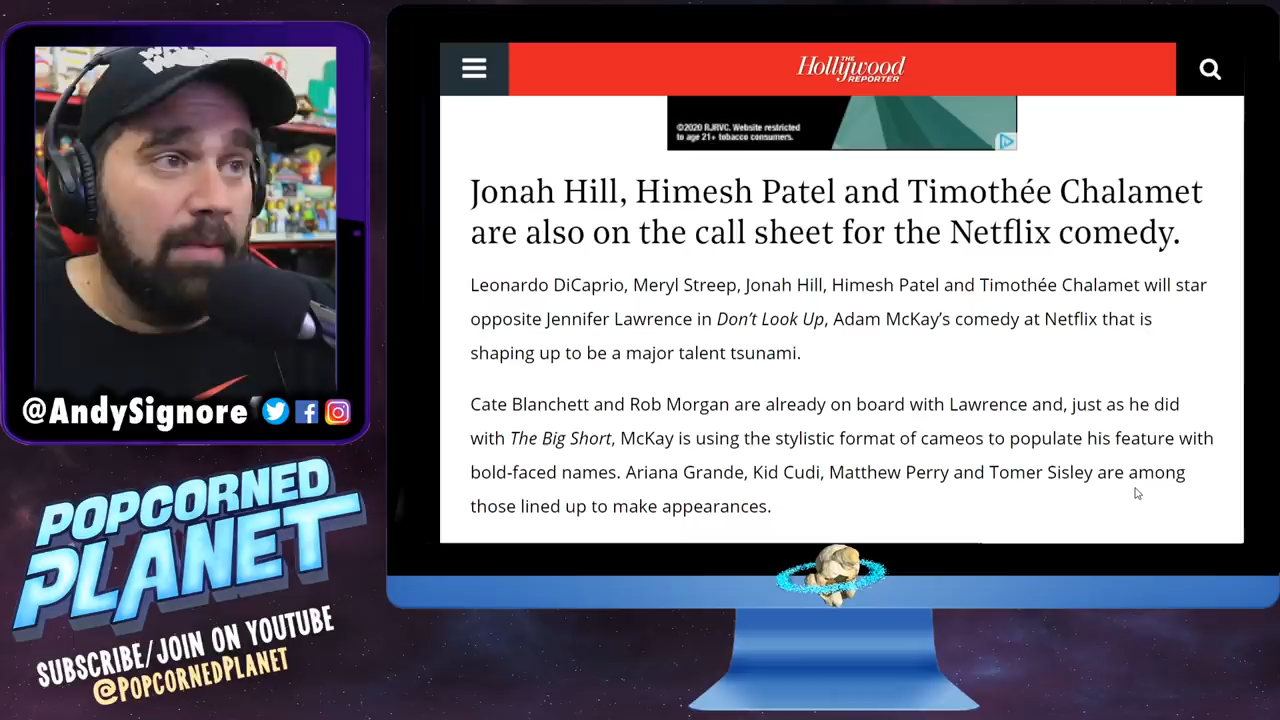 @AndySignore
POPCORNED
PLANET
SUBSCRIBE/JOIN ON YOUTUBE
@POPCORNEDPLANET
THE
Hollywood
REPORTER
©2020 RJRVC. Website restricted
to age 21+ tobacco consumers.
Jonah Hill, Himesh Patel and Timothée Chalamet
are also on the call sheet for the Netflix comedy.
Leonardo DiCaprio, Meryl Streep, Jonah Hill, Himesh Patel and Timothée Chalamet will star
opposite Jennifer Lawrence in Don’t Look Up, Adam McKay’s comedy at Netflix that is
shaping up to be a major talent tsunami.
Cate Blanchett and Rob Morgan are already on board with Lawrence and, just as he did
with The Big Short, McKay is using the stylistic format of cameos to populate his feature with
bold-faced names. Ariana Grande, Kid Cudi, Matthew Perry and Tomer Sisley are among
those lined up to make appearances.